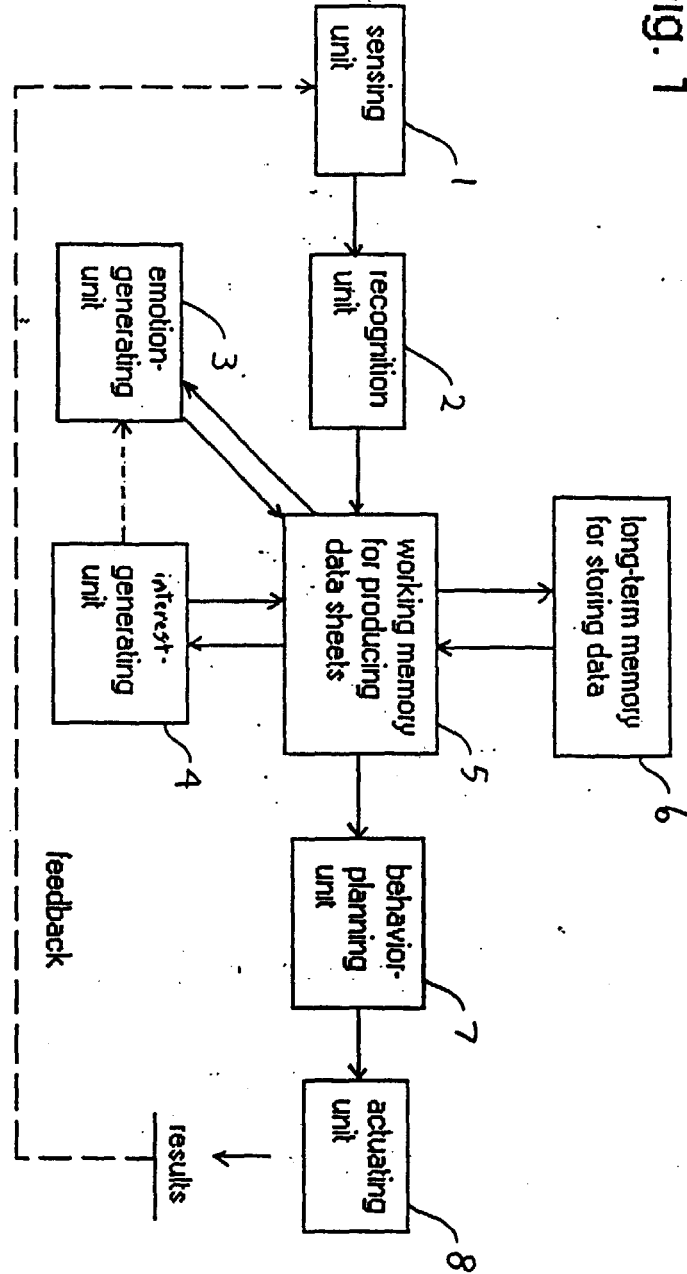 Fig. 1
sensing
unit
1
recognition
unit
2
emotion-
generating
unit
3
interest-
generating
unit
4
working memory
for producing
data sheets
5
long-term memory
for storing data
6
behavior-
planning
unit
7
actuating
unit
8
results
feedback